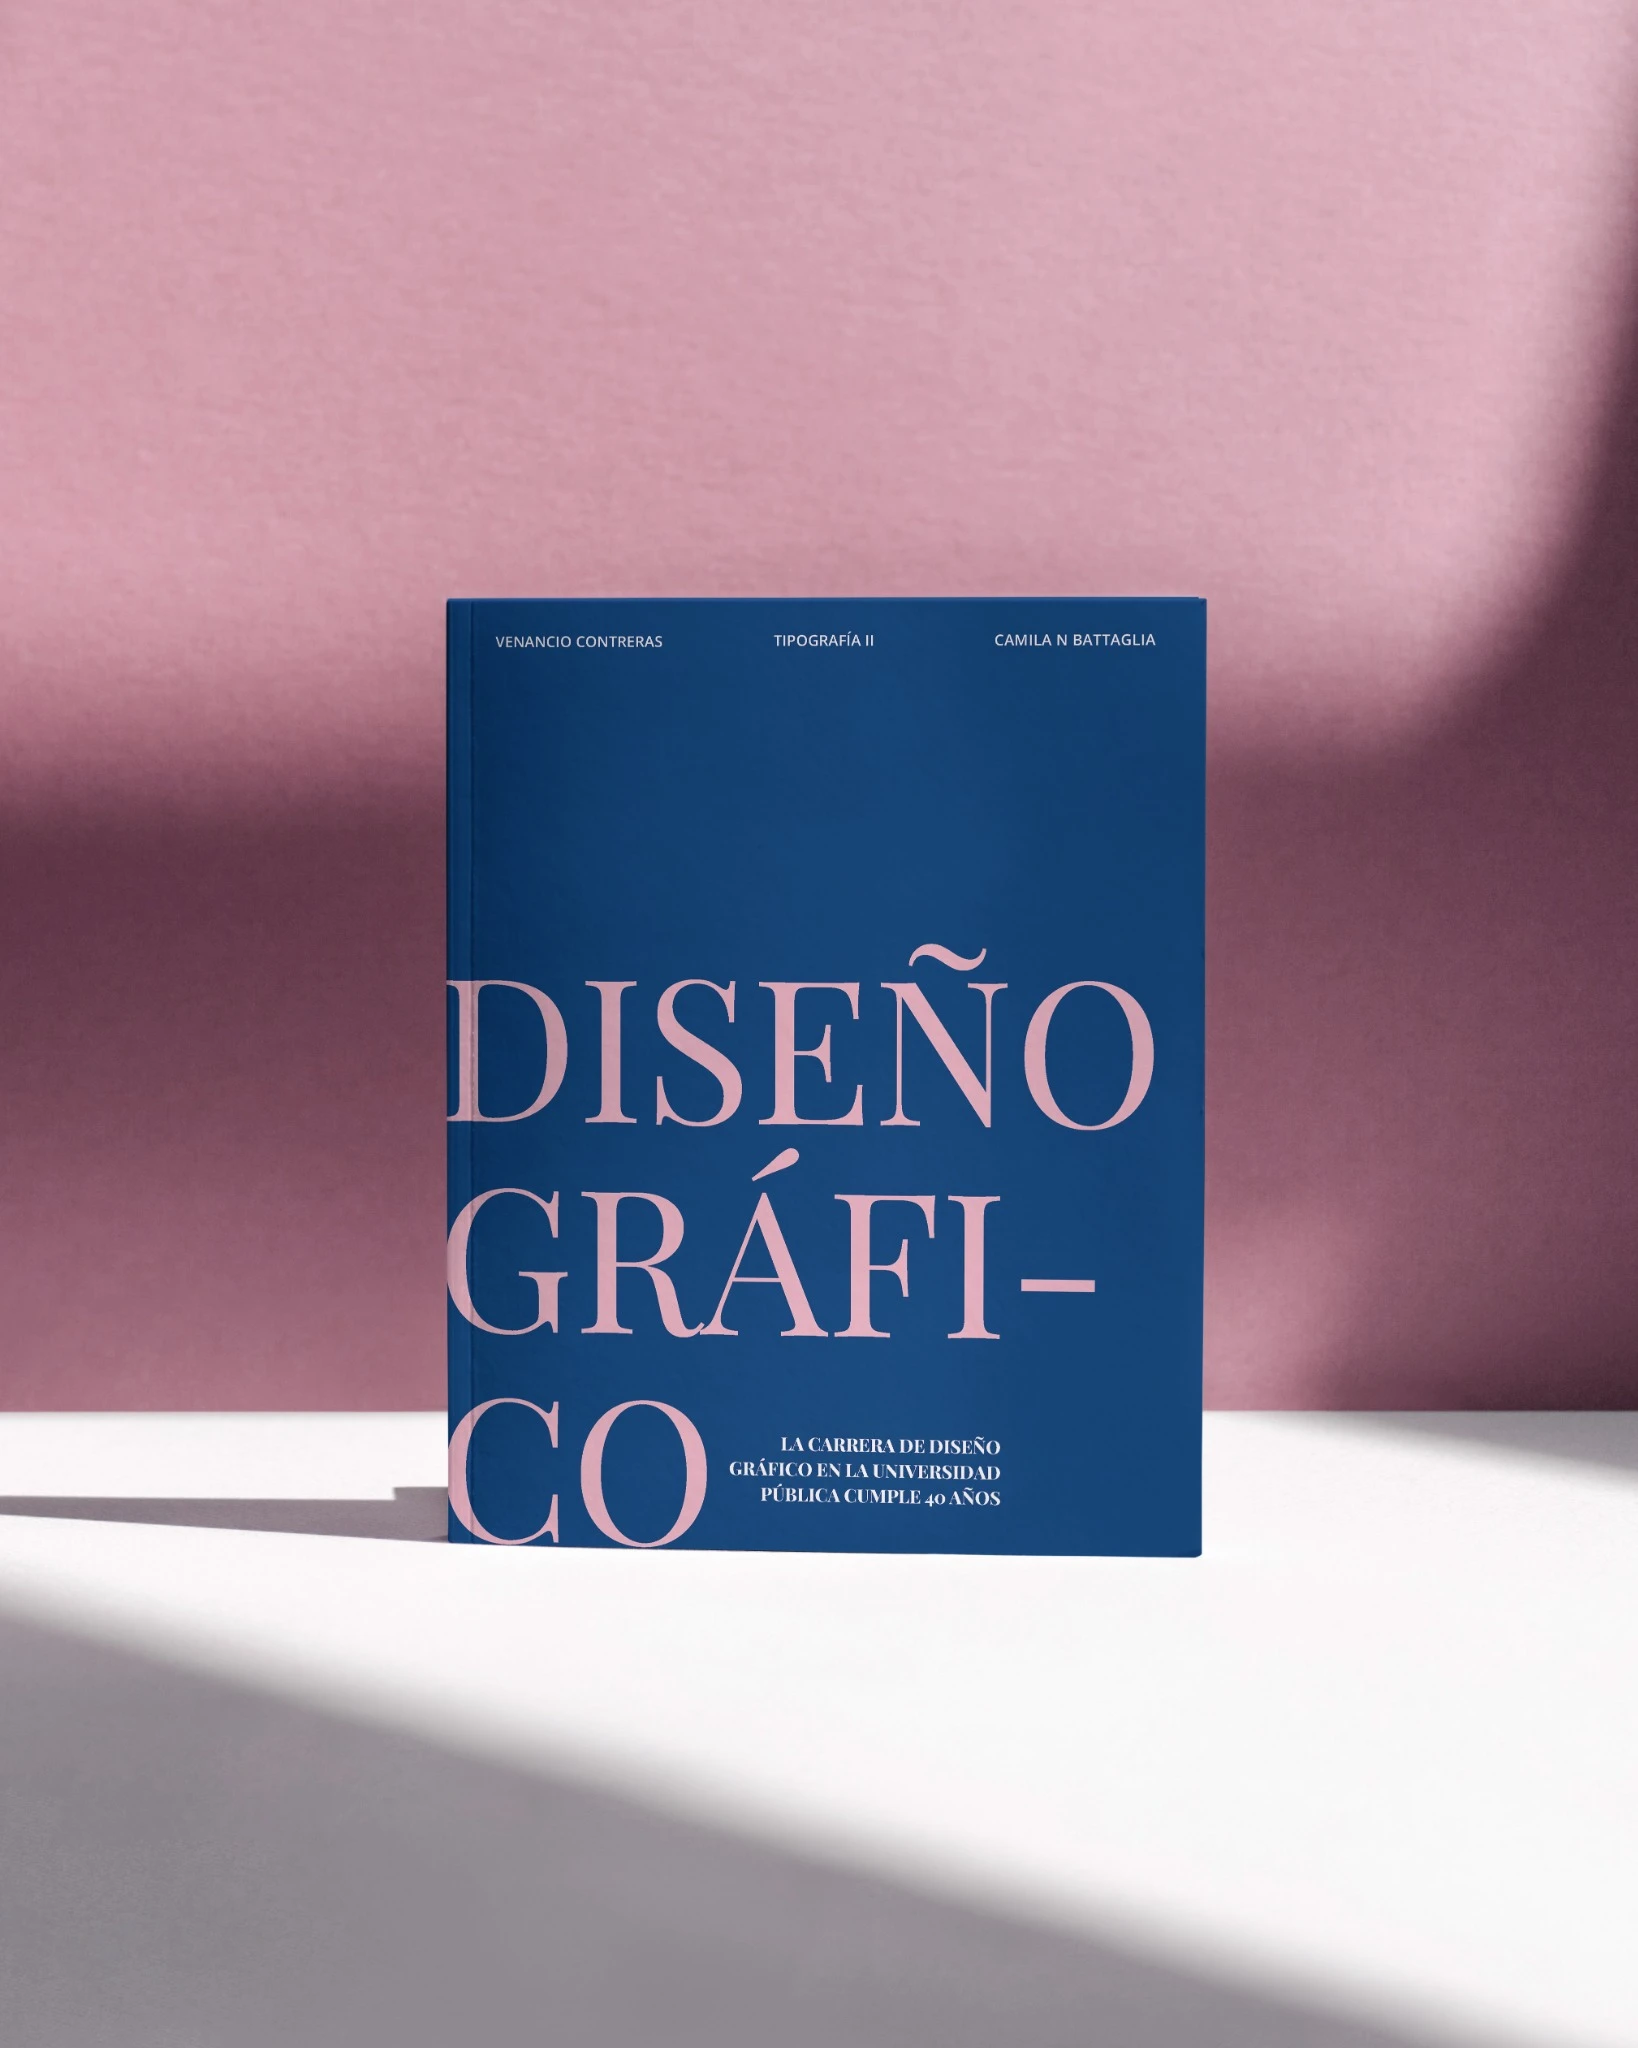 VENANCIO CONTRERAS TIPOGRAFÍA II CAMILA N BATTAGLIA
DISEÑO
GRÁFI-
CO
LA CARRERA DE DISEÑO
GRÁFICO EN LA UNIVERSIDAD
PÚBLICA CUMPLE 40 AÑOS